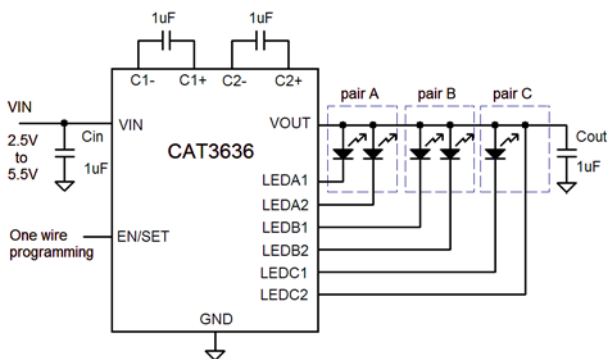 1uF
1uF
C1-
C1+
C2-
C2+
pair A
pair B
pair C
VIN
VIN
VOUT
Cin
Cout
2.5V
to
5.5V
1uF
CAT3636
1uF
LEDA1
LEDA2
One wire
programming
EN/SET
LEDB1
LEDB2
LEDC1
LEDC2
GND